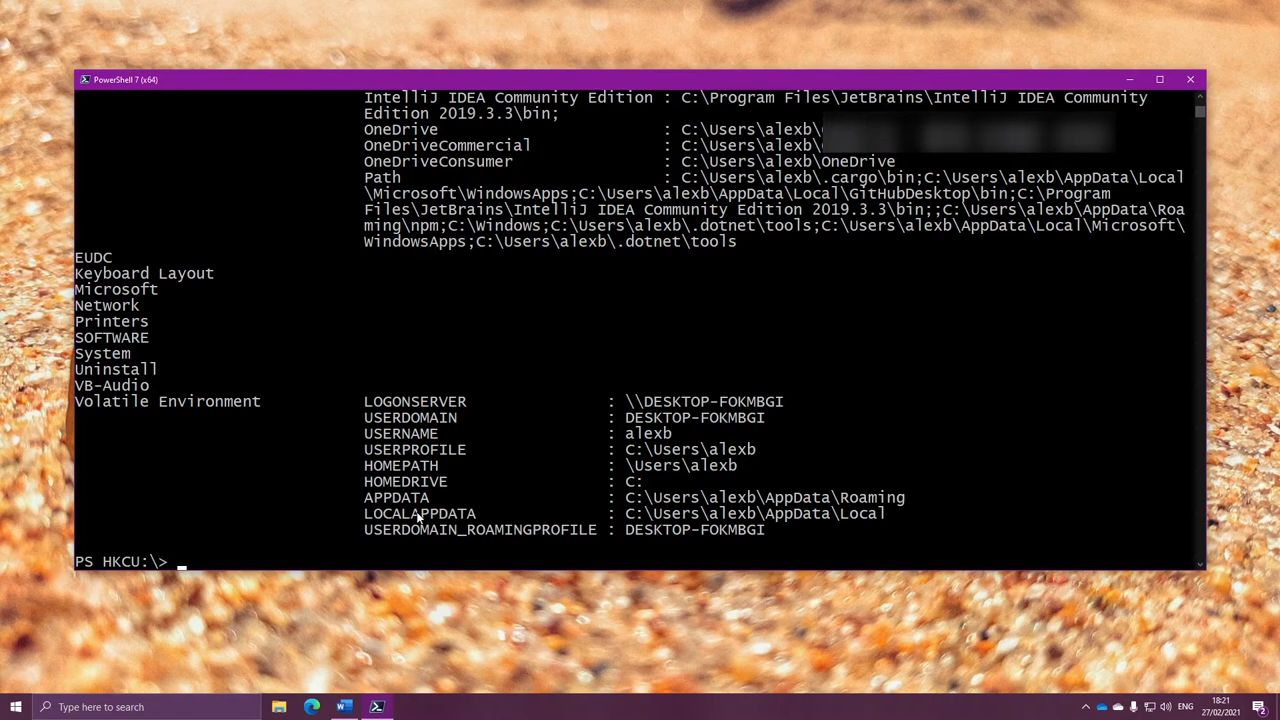 PowerShell 7 (x64)
IntelliJ IDEA Community Edition : C:\Program Files\JetBrains\IntelliJ IDEA Community
Edition 2019.3.3\bin;
OneDrive : C:\Users\alexb\
OneDriveCommercial : C:\Users\alexb\
OneDriveConsumer : C:\Users\alexb\OneDrive
Path : C:\Users\alexb\.cargo\bin;C:\Users\alexb\AppData\Local
\Microsoft\WindowsApps;C:\Users\alexb\AppData\Local\GitHubDesktop\bin;C:\Program
Files\JetBrains\IntelliJ IDEA Community Edition 2019.3.3\bin;;C:\Users\alexb\AppData\Roa
ming\npm;C:\Windows;C:\Users\alexb\.dotnet\tools;C:\Users\alexb\AppData\Local\Microsoft\
WindowsApps;C:\Users\alexb\.dotnet\tools
EUDC
Keyboard Layout
Microsoft
Network
Printers
SOFTWARE
System
Uninstall
VB-Audio
Volatile Environment LOGONSERVER : \\DESKTOP-FOKMBGI
USERDOMAIN : DESKTOP-FOKMBGI
USERNAME : alexb
USERPROFILE : C:\Users\alexb
HOMEPATH : \Users\alexb
HOMEDRIVE : C:
APPDATA : C:\Users\alexb\AppData\Roaming
LOCALAPPDATA : C:\Users\alexb\AppData\Local
USERDOMAIN_ROAMINGPROFILE : DESKTOP-FOKMBGI
PS HKCU:\>
Type here to search
ENG
18:21
27/02/2021
2